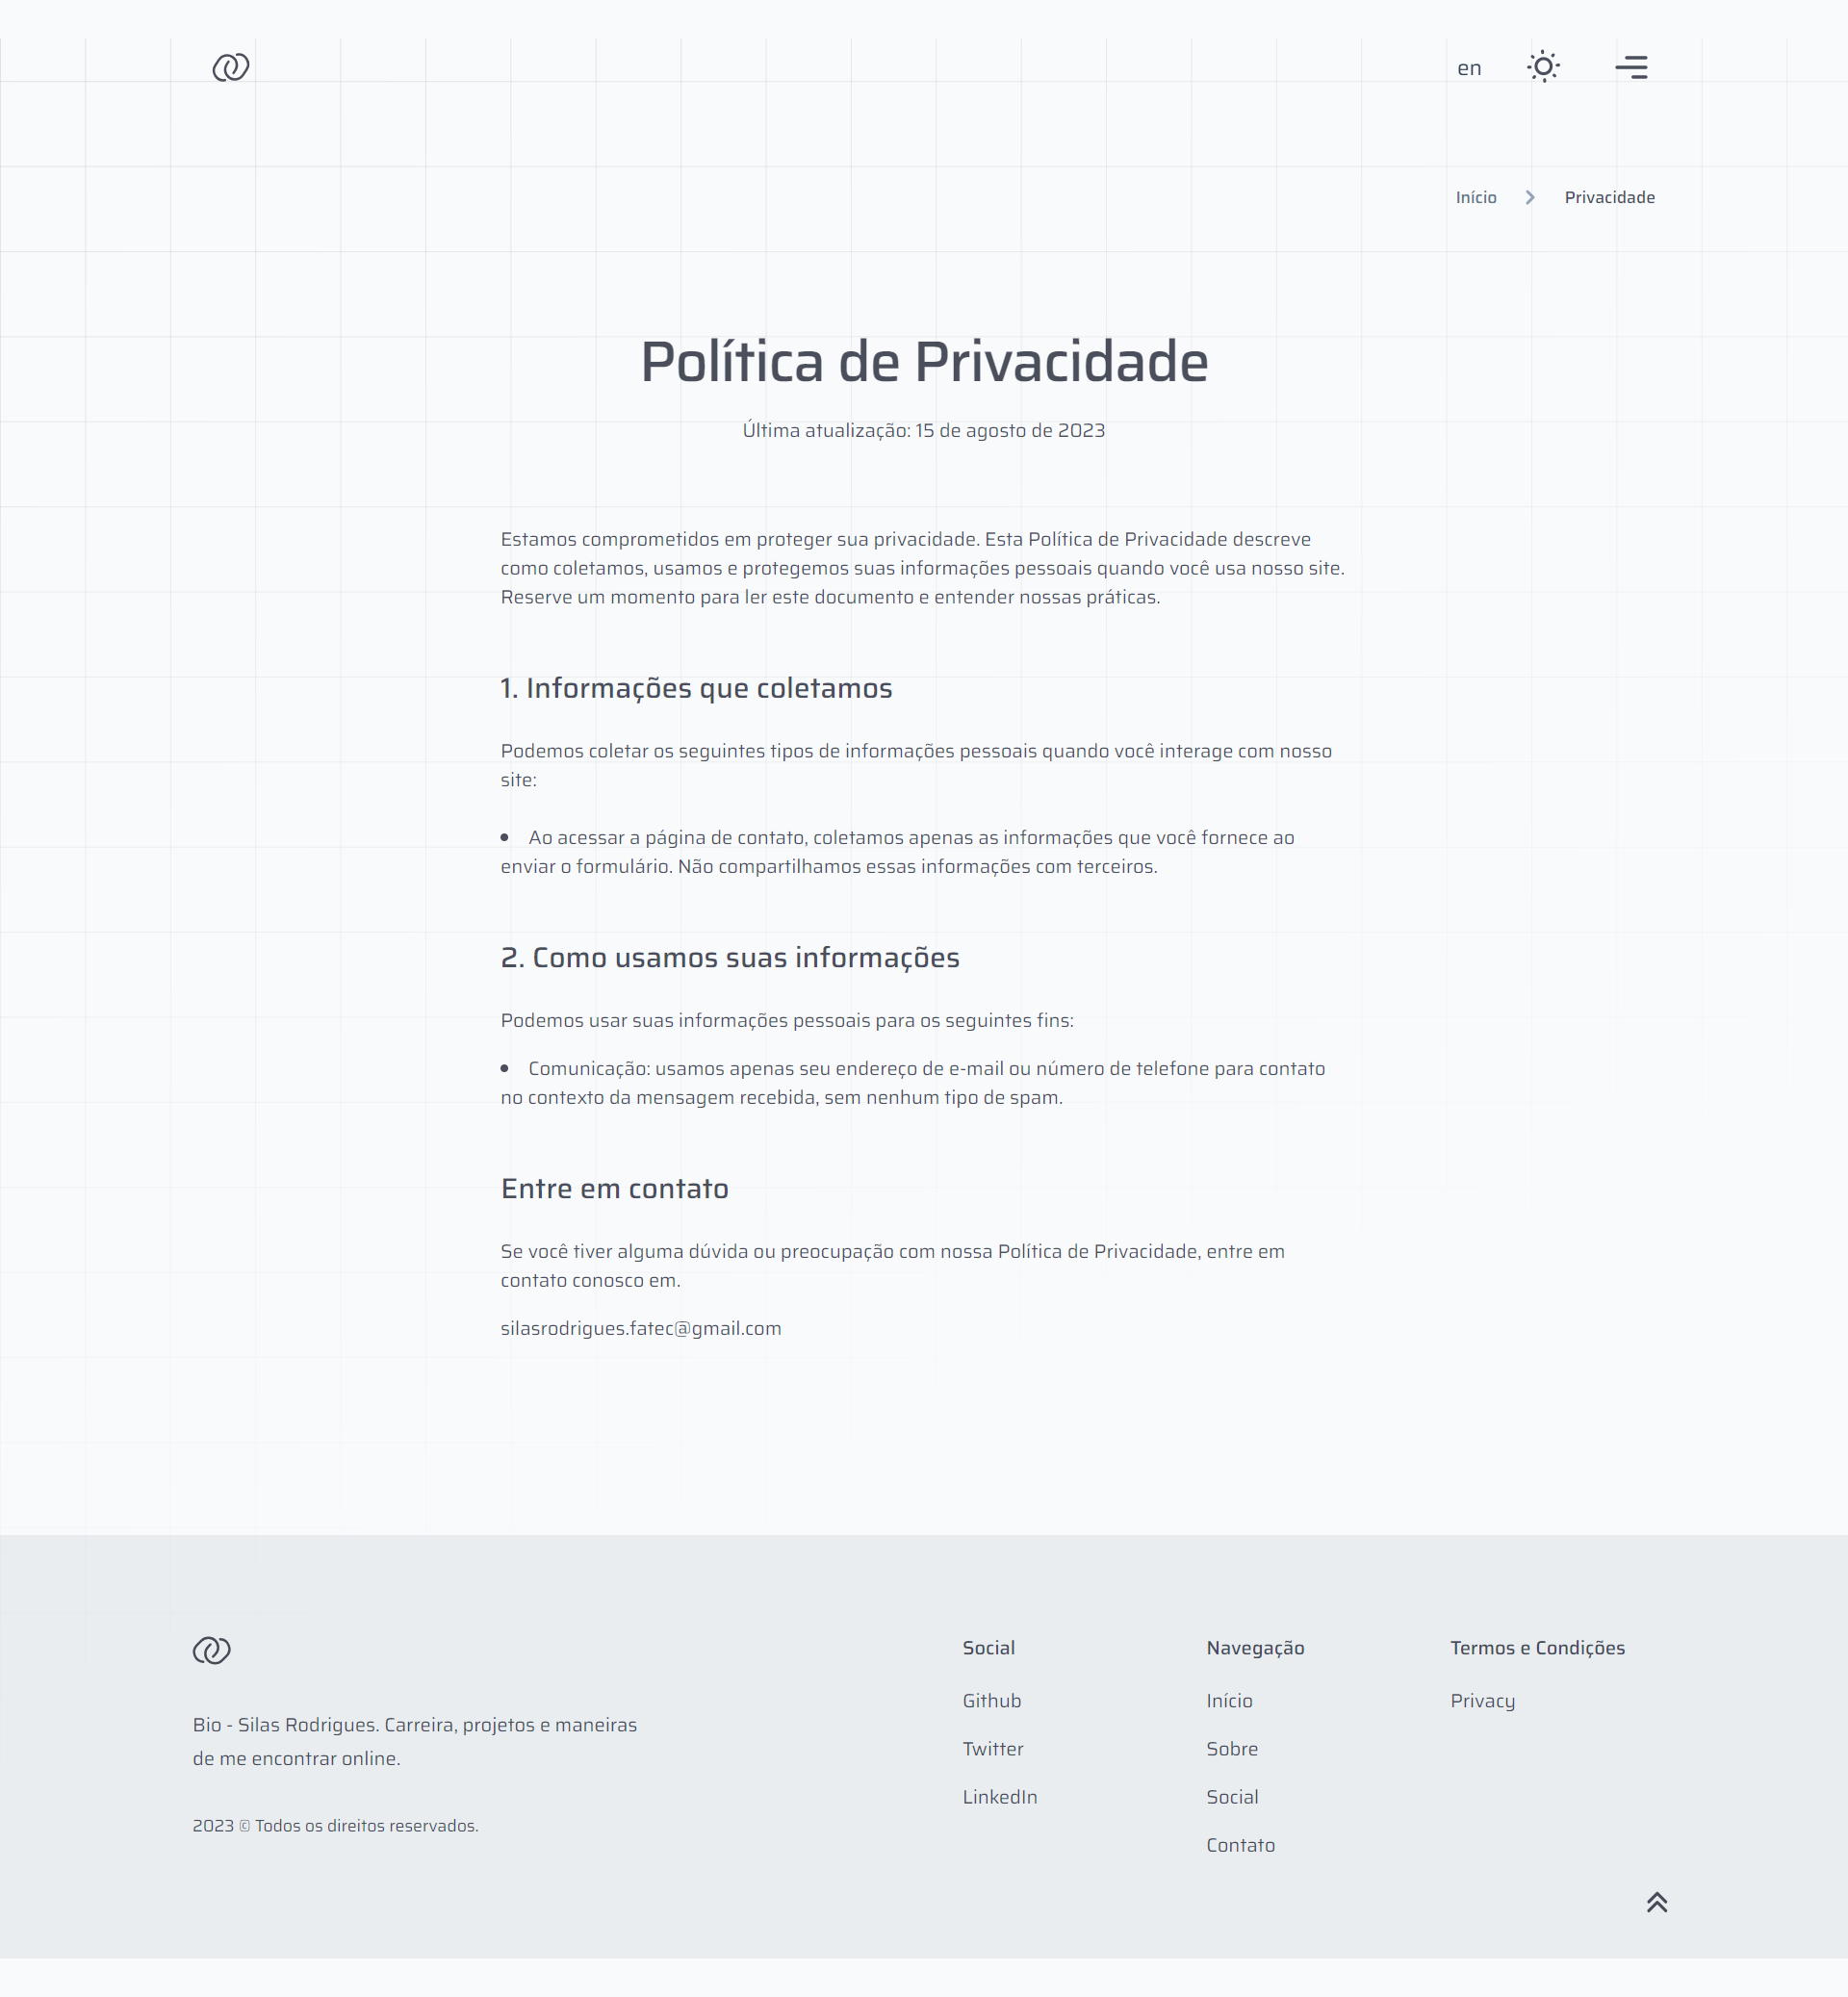 en
Início
Privacidade
Política de Privacidade
Última atualização: 15 de agosto de 2023
Estamos comprometidos em proteger sua privacidade. Esta Política de Privacidade descreve
como coletamos, usamos e protegemos suas informações pessoais quando você usa nosso site.
Reserve um momento para ler este documento e entender nossas práticas.
1. Informações que coletamos
Podemos coletar os seguintes tipos de informações pessoais quando você interage com nosso
site:
• Ao acessar a página de contato, coletamos apenas as informações que você fornece ao
enviar o formulário. Não compartilhamos essas informações com terceiros.
2. Como usamos suas informações
Podemos usar suas informações pessoais para os seguintes fins:
• Comunicação: usamos apenas seu endereço de e-mail ou número de telefone para contato
no contexto da mensagem recebida, sem nenhum tipo de spam.
Entre em contato
Se você tiver alguma dúvida ou preocupação com nossa Política de Privacidade, entre em
contato conosco em.
silasrodrigues.fatec@gmail.com
Bio - Silas Rodrigues. Carreira, projetos e maneiras
de me encontrar online.
2023 © Todos os direitos reservados.
Social
Github
Twitter
LinkedIn
Navegação
Início
Sobre
Social
Contato
Termos e Condições
Privacy